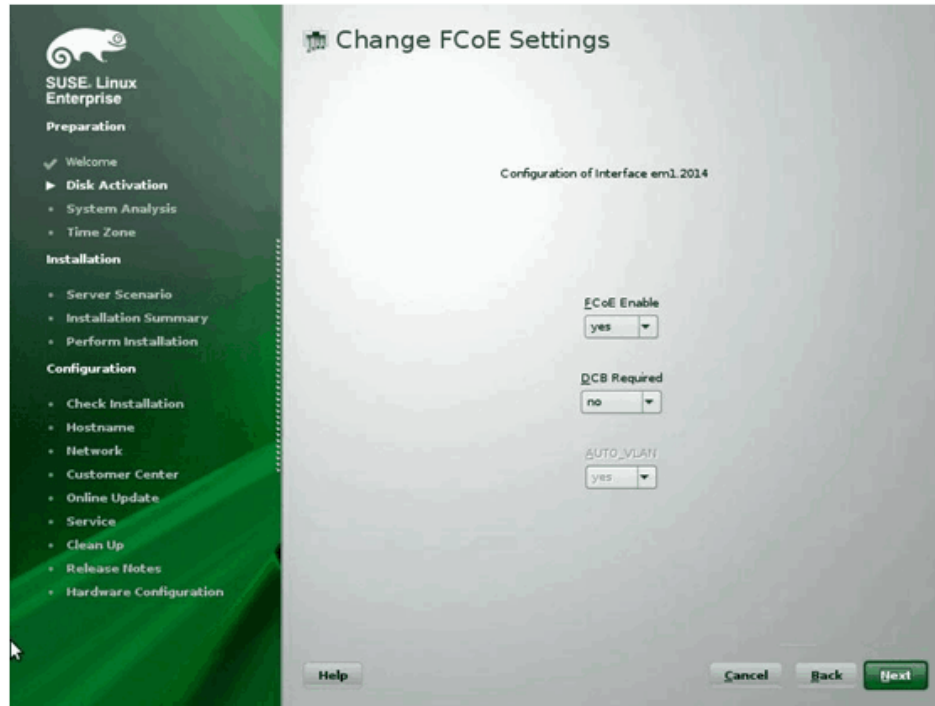 SUSE. Linux
Enterprise
Preparation
Welcome
Disk Activation
System Analysis
Time Zone
Installation
Server Scenario
Installation Summary
Perform Installation
Configuration
Check Installation
Hostname
Network
Customer Center
Online Update
Service
Clean Up
Release Notes
Hardware Configuration
Change FCoE Settings
Configuration of Interface em1.2014
FCoE Enable
yes
DCB Required
no
AUTO_VLAN
yes
Help
Cancel
Back
Next